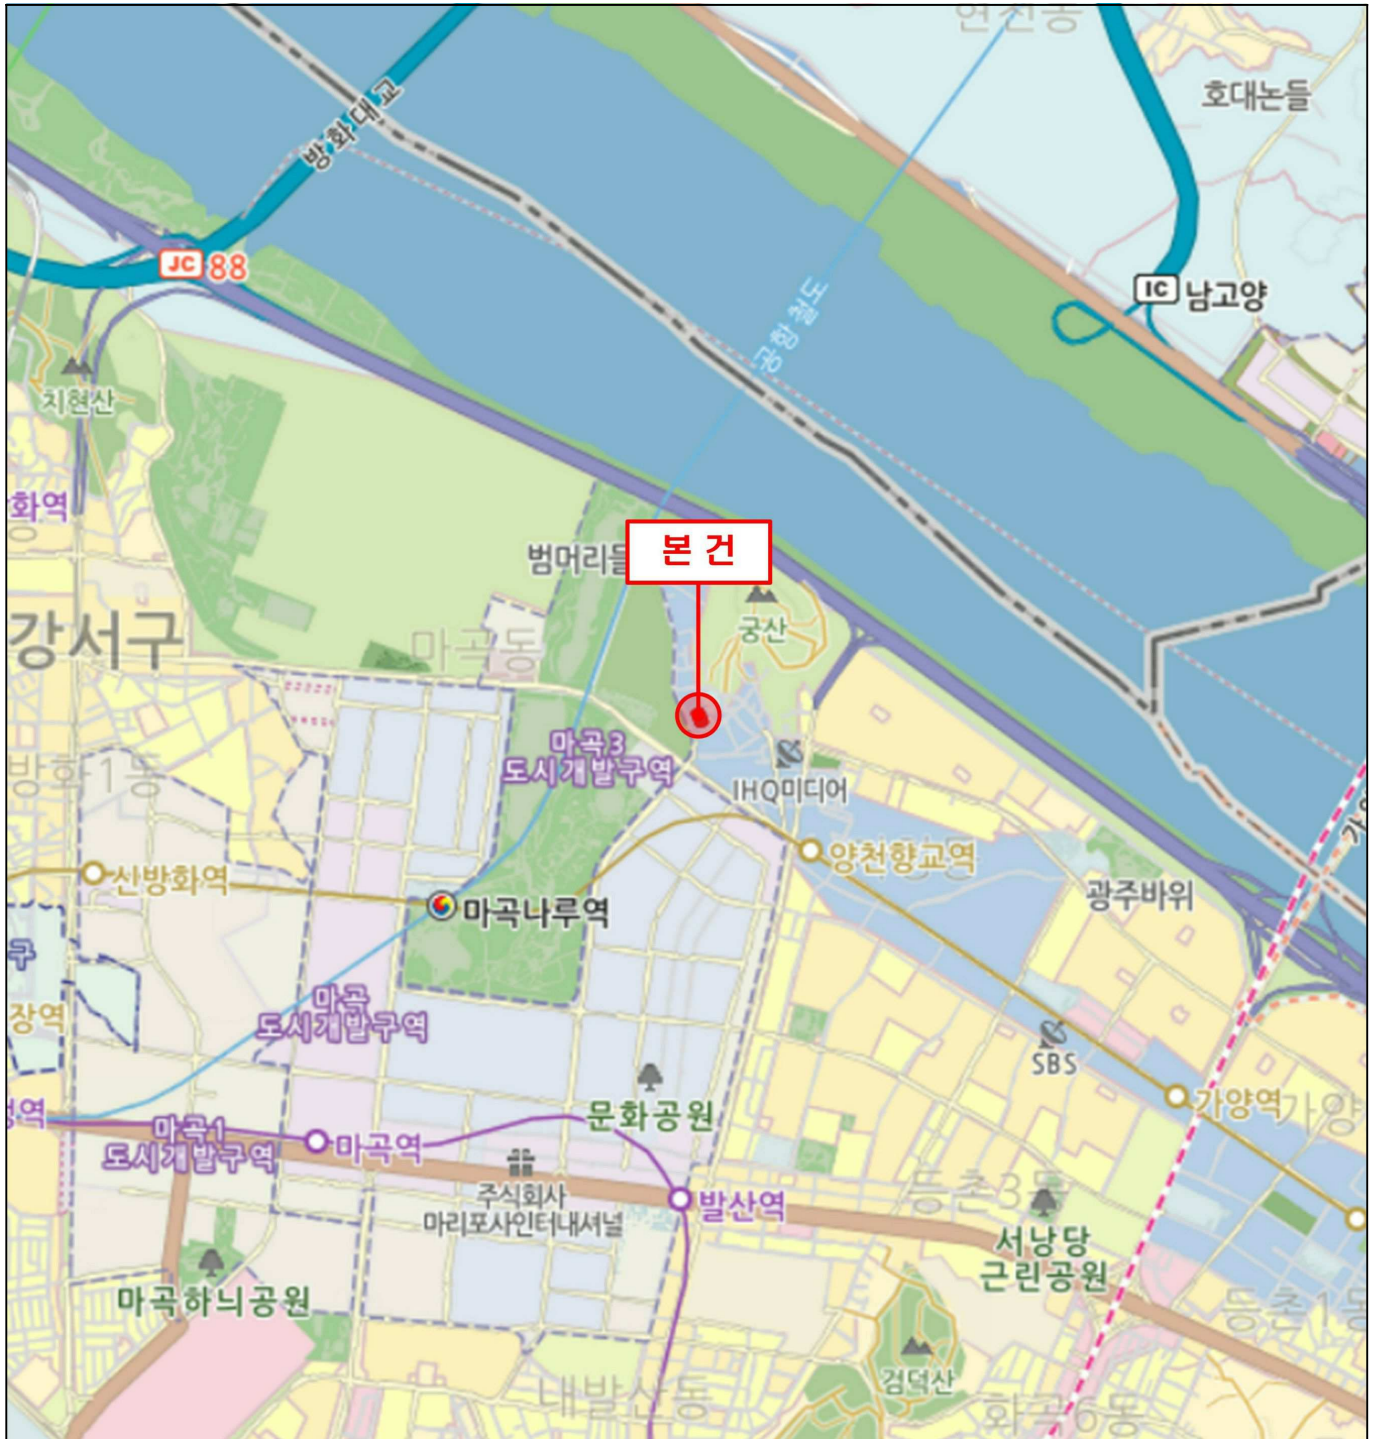 현천동
호대논들
방화대교
JC 88
IC 남고양
공항철도
치현산
화역
범머리들
본 건
궁산
강서구
마곡동
마곡3
도시개발구역
방화1동
IHQ미디어
양천향교역
신방화역
마곡나루역
광주바위
구
장역
마곡
도시개발구역
SBS
문화공원
가양역
가양
정역
마곡1
도시개발구역
마곡역
주식회사
마리포사인터내셔널
발산역
등촌3동
서낭당
근린공원
마곡하늬공원
등촌1동
검덕산
내발산동
화곡6동